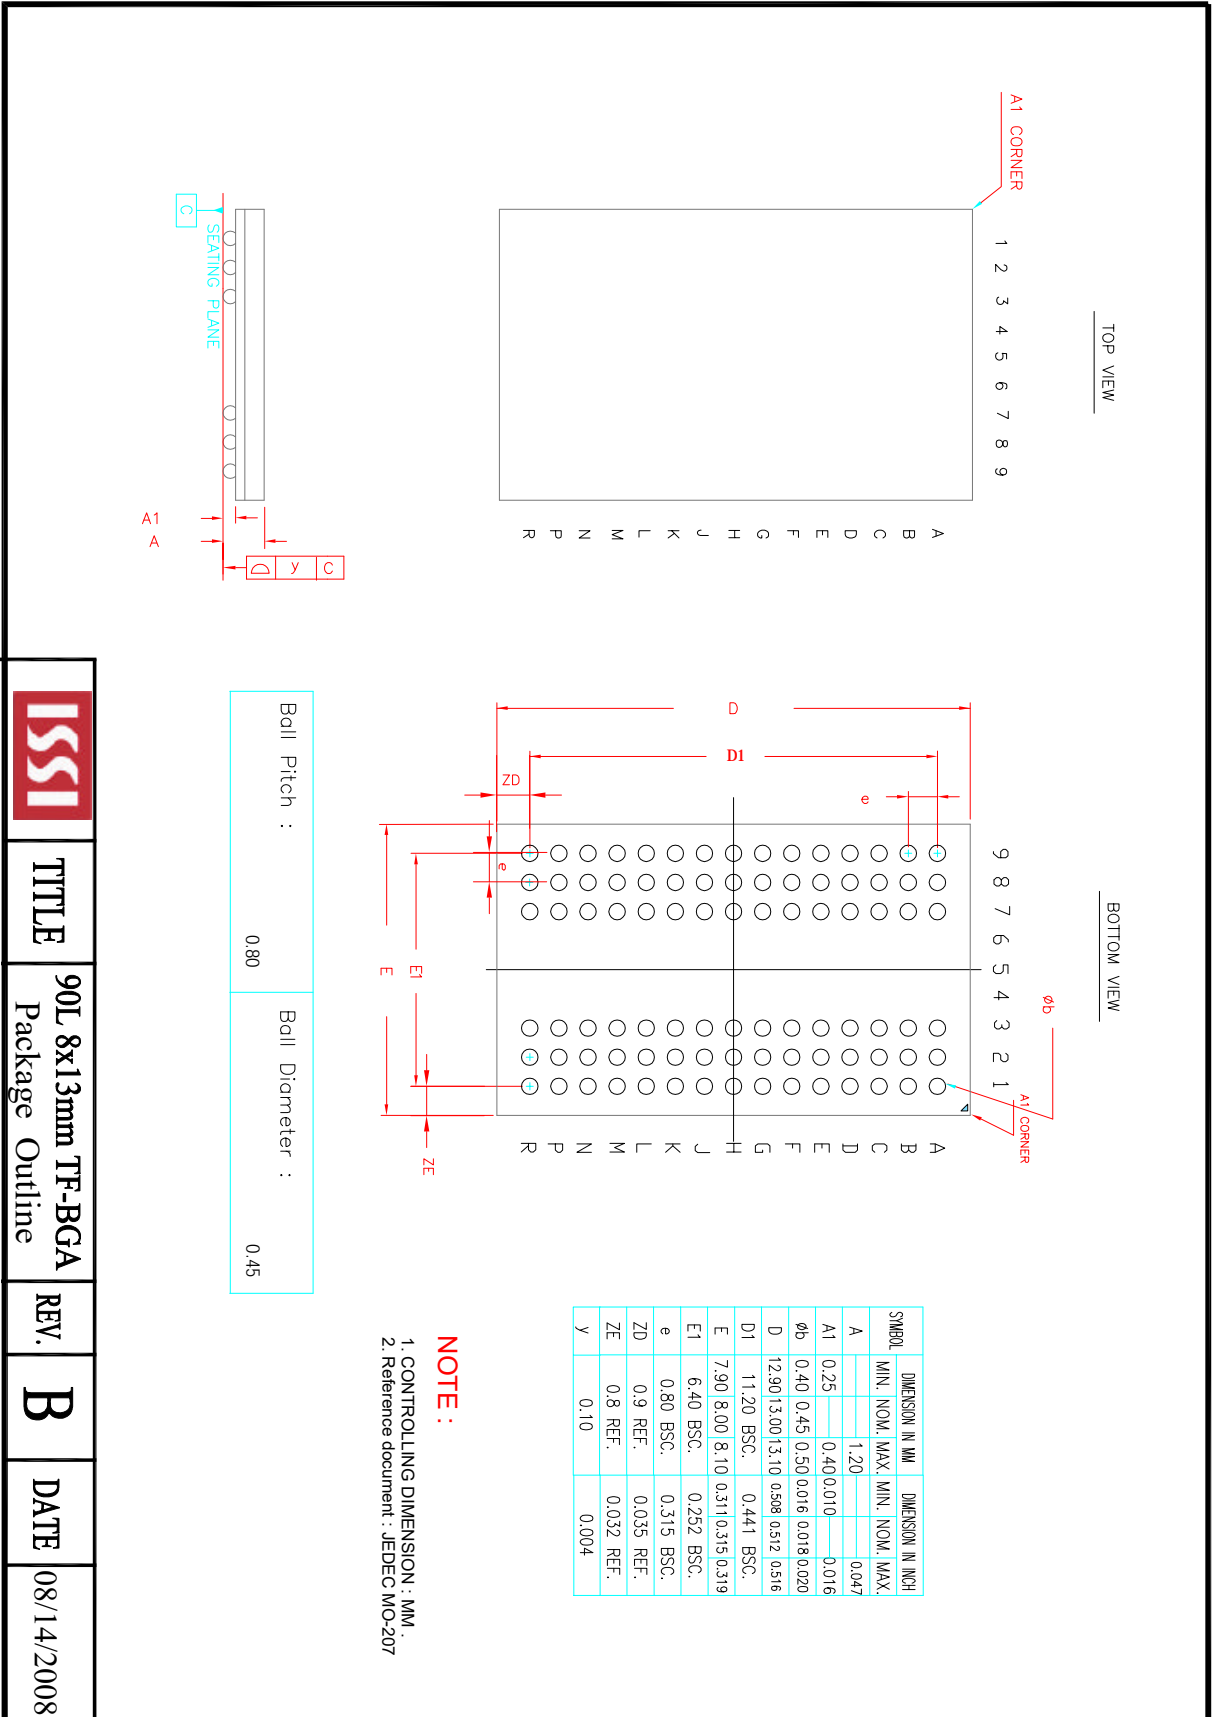 TOP VIEW
A1 CORNER
1 2 3 4 5 6 7 8 9
A
B
C
D
E
F
G
H
J
K
L
M
N
P
R
SEATING PLANE
C
A1
A
y C
BOTTOM VIEW
Øb
A1 CORNER
9 8 7 6 5 4 3 2 1
A
B
C
D
E
F
G
H
J
K
L
M
N
P
R
D
D1
ZD
e
e
E1
E
ZE
SYMBOL DIMENSION IN MM DIMENSION IN INCH
MIN. NOM. MAX. MIN. NOM. MAX.
A 1.20 0.047
A1 0.25 0.40 0.010 0.016
Øb 0.40 0.45 0.50 0.016 0.018 0.020
D 12.90 13.00 13.10 0.508 0.512 0.516
D1 11.20 BSC. 0.441 BSC.
E 7.90 8.00 8.10 0.311 0.315 0.319
E1 6.40 BSC. 0.252 BSC.
e 0.80 BSC. 0.315 BSC.
ZD 0.9 REF. 0.035 REF.
ZE 0.8 REF. 0.032 REF.
y 0.10 0.004
NOTE :
1. CONTROLLING DIMENSION : MM .
2. Reference document : JEDEC MO-207
Ball Pitch : Ball Diameter :
0.80 0.45
ISSI
TITLE
90L 8x13mm TF-BGA
Package Outline
REV.
B
DATE
08/14/2008